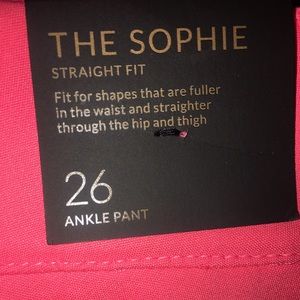 THE SOPHIE
STRAIGHT FIT
Fit for shapes that are fuller
in the waist and straighter
through the hip and thigh
26
ANKLE PANT